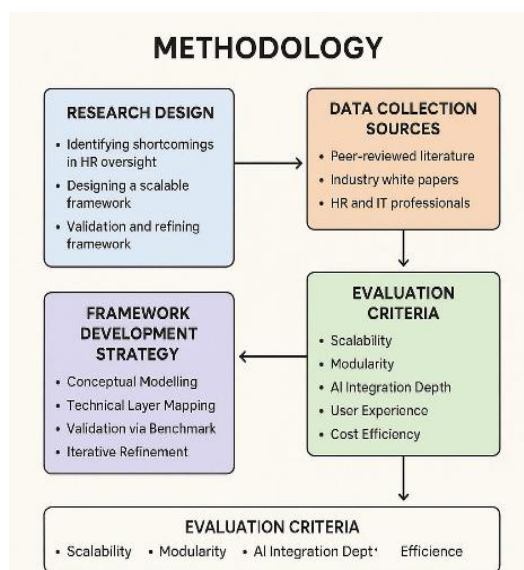 METHODOLOGY
RESEARCH DESIGN
• Identifying shortcomings
in HR oversight
• Designing a scalable
framework
• Validation and refining
framework
DATA COLLECTION
SOURCES
• Peer-reviewed literature
• Industry white papers
• HR and IT professionals
EVALUATION
CRITERIA
• Scalability
• Modularity
• AI Integration Depth
• User Experience
• Cost Efficiency
FRAMEWORK
DEVELOPMENT
STRATEGY
• Conceptual Modelling
• Technical Layer Mapping
• Validation via Benchmark
• Iterative Refinement
EVALUATION CRITERIA
• Scalability • Modularity • AI Integration Dept' Efficience